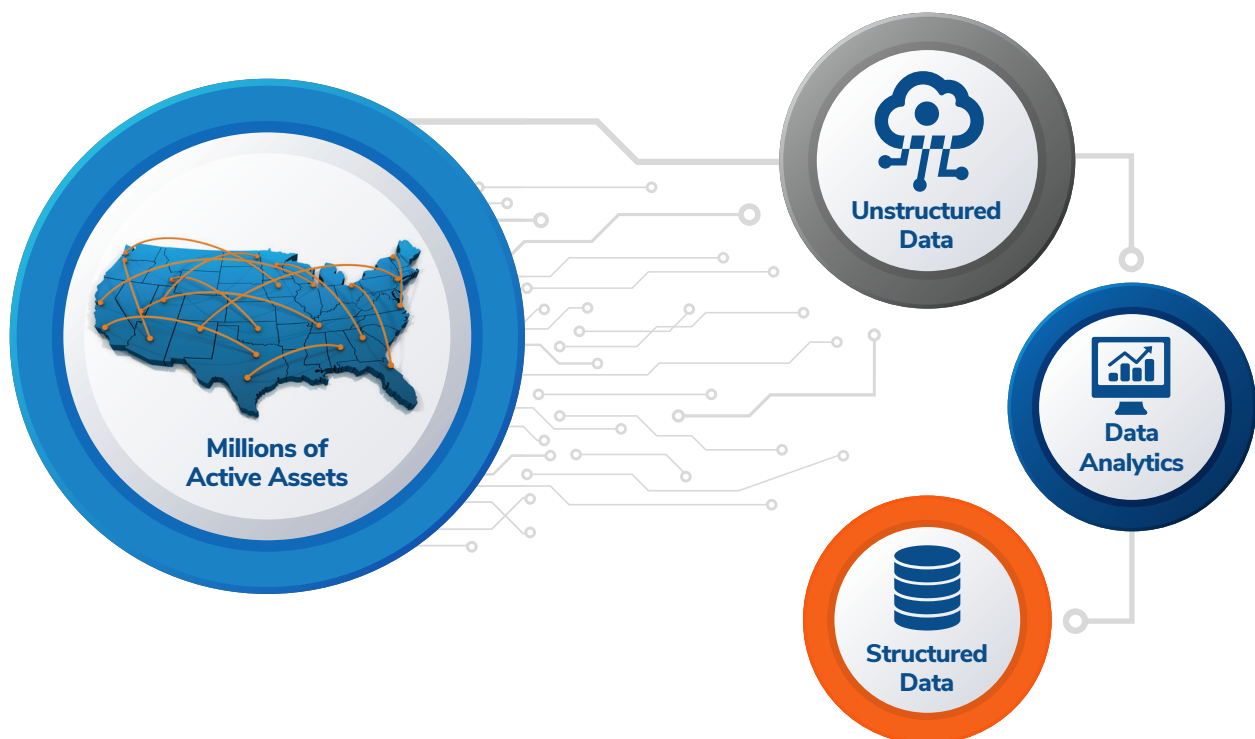 Millions of
Active Assets
Unstructured
Data
Data
Analytics
Structured
Data